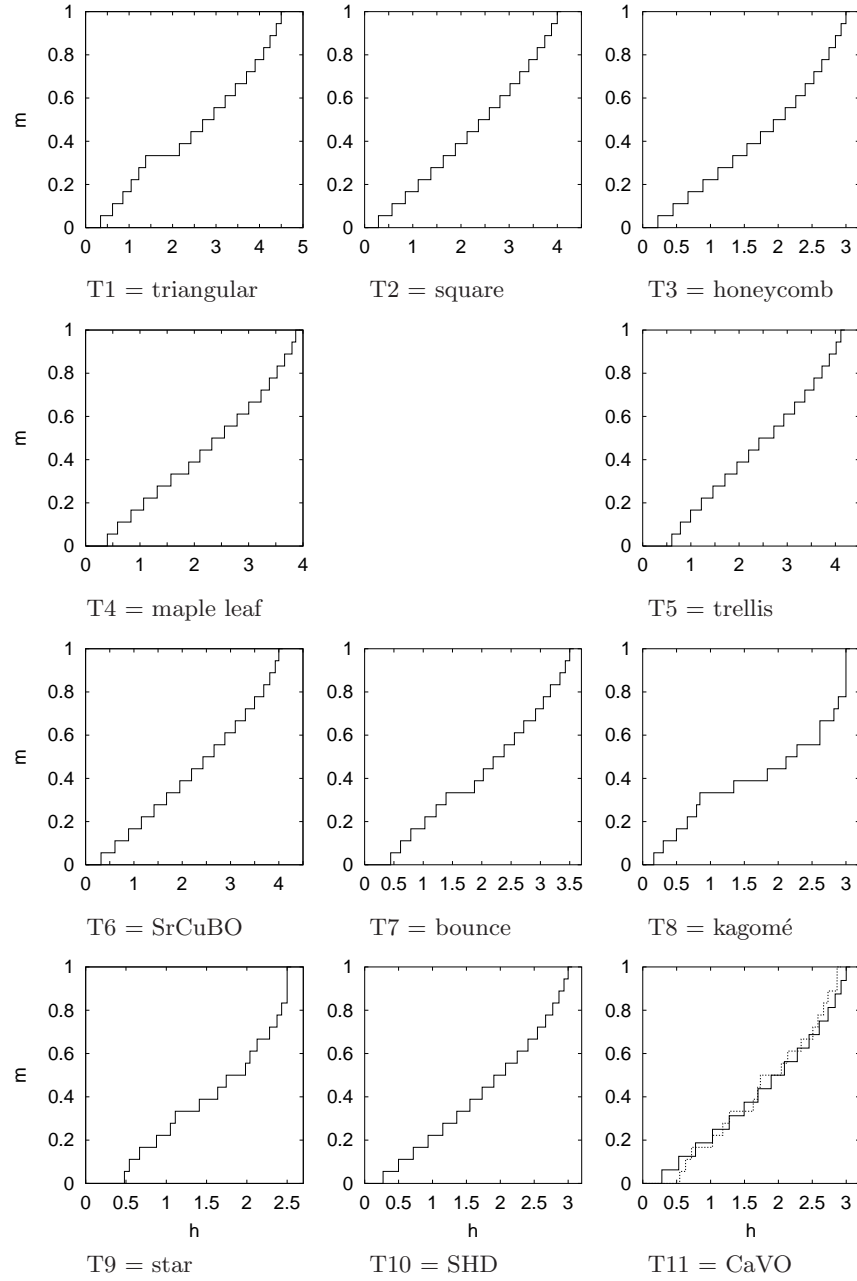 m
1
0.8
0.6
0.4
0.2
0
0 1 2 3 4 5
T1 = triangular
1
0.8
0.6
0.4
0.2
0
0 1 2 3 4
T2 = square
1
0.8
0.6
0.4
0.2
0
0 0.5 1 1.5 2 2.5 3
T3 = honeycomb
m
1
0.8
0.6
0.4
0.2
0
0 1 2 3 4
T4 = maple leaf
1
0.8
0.6
0.4
0.2
0
0 1 2 3 4
T5 = trellis
m
1
0.8
0.6
0.4
0.2
0
0 1 2 3 4
T6 = SrCuBO
1
0.8
0.6
0.4
0.2
0
0 0.5 1 1.5 2 2.5 3 3.5
T7 = bounce
1
0.8
0.6
0.4
0.2
0
0 0.5 1 1.5 2 2.5 3
T8 = kagomé
m
1
0.8
0.6
0.4
0.2
0
0 0.5 1 1.5 2 2.5
h
T9 = star
1
0.8
0.6
0.4
0.2
0
0 0.5 1 1.5 2 2.5 3
h
T10 = SHD
1
0.8
0.6
0.4
0.2
0
0 0.5 1 1.5 2 2.5 3
h
T11 = CaVO